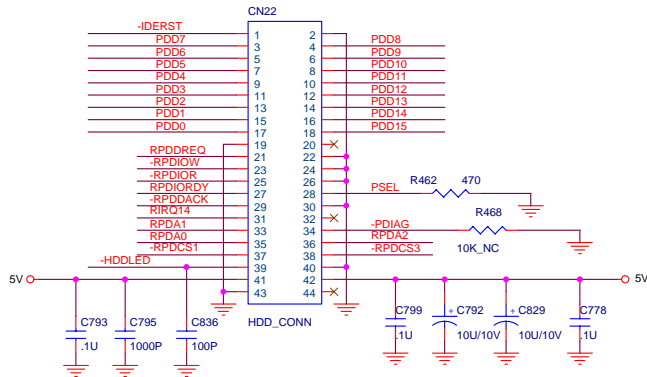 CN22
-IDERST 1 2
PDD7 3 4 PDD8
PDD6 5 6 PDD9
PDD5 7 8 PDD10
PDD4 9 10 PDD11
PDD3 11 12 PDD12
PDD2 13 14 PDD13
PDD1 15 16 PDD14
PDD0 17 18 PDD15
19 20
RPDDREQ 21 22
-RPDIOW 23 24
-RPDIOR 25 26
RPDIORDY 27 28 PSEL R462 470
-RPDDACK 29 30
RIRQ14 31 32
RPDA1 33 34 -PDIAG R468
RPDA0 35 36 RPDA2
-RPDCS1 37 38 -RPDCS3 10K_NC
-HDDLED 39 40
5V 41 42 5V
43 44
HDD_CONN
C793 C795 C836 C799 C792 C829 C778
.1U 1000P 100P .1U 10U/10V 10U/10V .1U
+ +